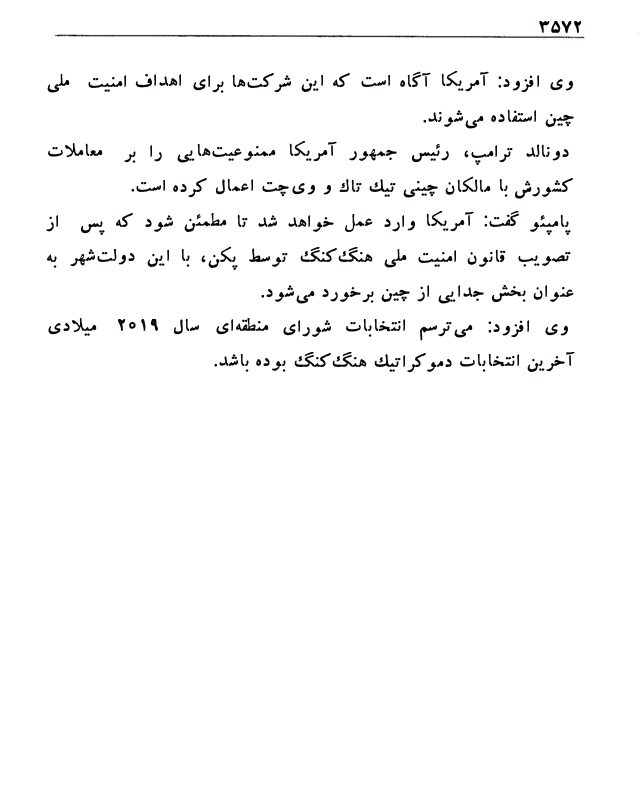 ۳۵۷۲
وی افزود: آمریکا آگاه است که این شرکت‌ها برای اهداف امنیت ملی
چین استفاده می‌شوند.
دونالد ترامپ، رئیس جمهور آمریکا ممنوعیت‌هایی را بر معاملات
کشورش با مالکان چینی تیك تاك و وی‌چت اعمال کرده است.
پامپئو گفت: آمریکا وارد عمل خواهد شد تا مطمئن شود که پس از
تصویب قانون امنیت ملی هنگ‌کنگ توسط پکن، با این دولت‌شهر به
عنوان بخش جدایی از چین برخورد می‌شود.
وی افزود: می‌ترسم انتخابات شورای منطقه‌ای سال ۲۰۱۹ میلادی
آخرین انتخابات دموکراتیك هنگ‌کنگ بوده باشد.